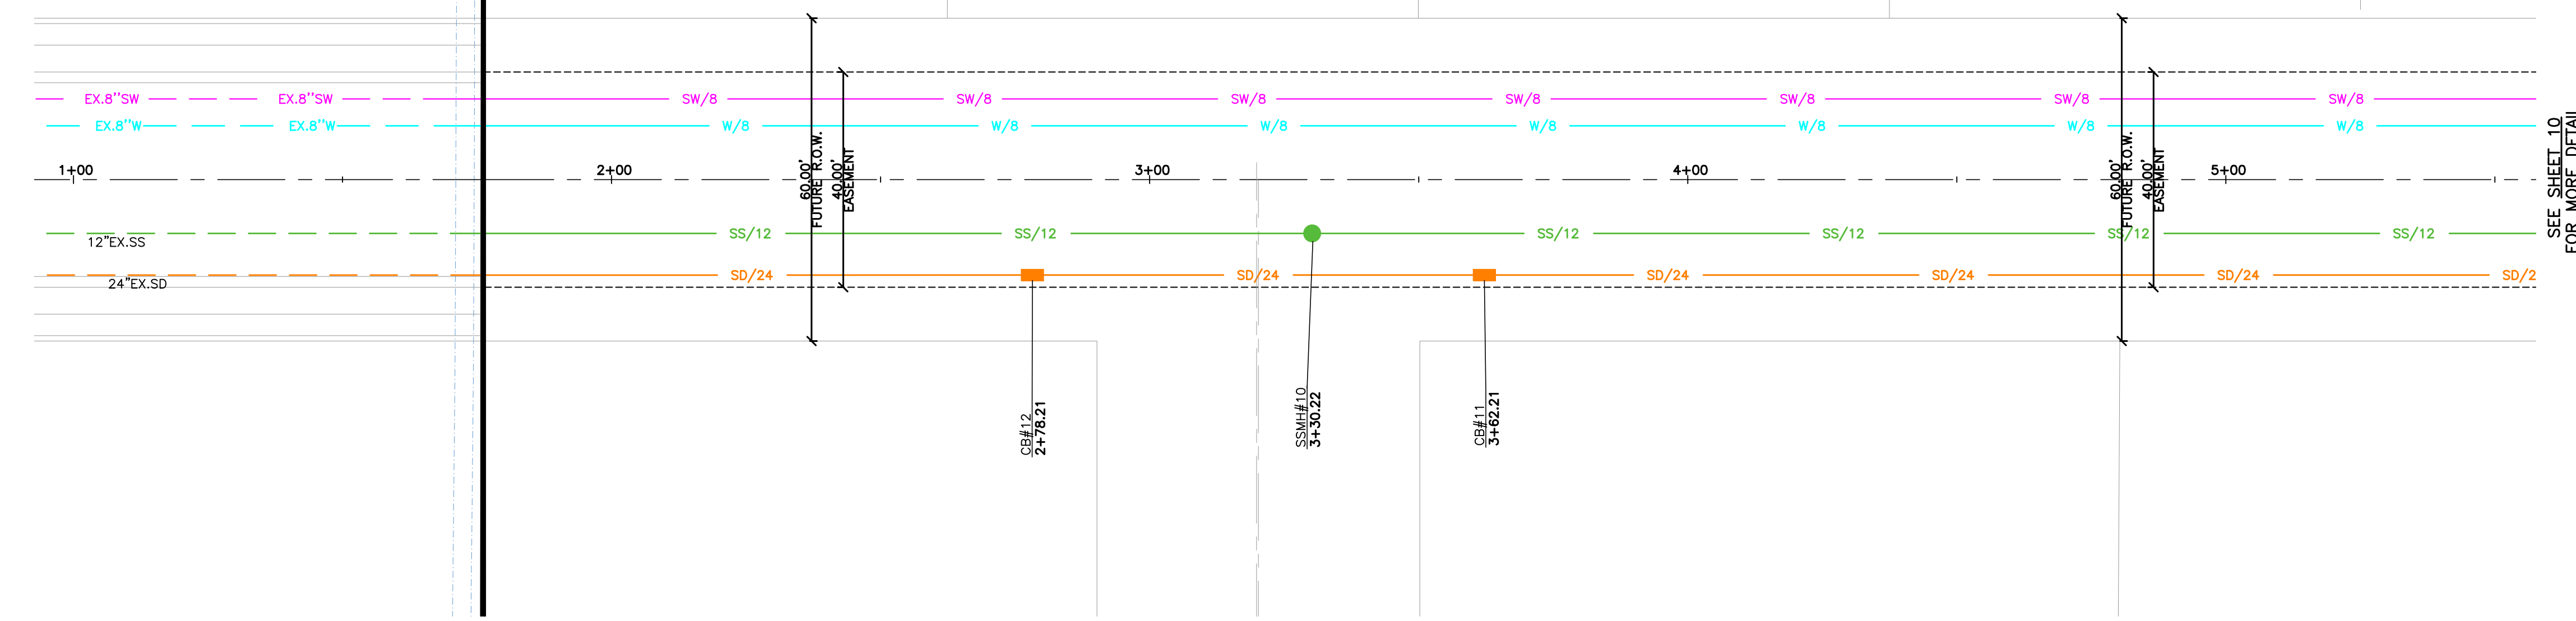 EX.8''SW EX.8''SW SW/8 SW/8 SW/8 SW/8 SW/8 SW/8 SW/8
EX.8''W EX.8''W W/8 W/8 W/8 W/8 W/8 W/8 W/8
1+00 2+00 3+00 4+00 5+00
60.00'
FUTURE R.O.W.
40.00'
EASEMENT
60.00'
FUTURE R.O.W.
40.00'
EASEMENT
SEE SHEET 10
FOR MORE DETAIL
12"EX.SS SS/12 SS/12 SS/12 SS/12 SS/12 SS/12
24"EX.SD SD/24 SD/24 SD/24 SD/24 SD/24 SD/2
CB#12
2+78.21
SSMH#10
3+30.22
CB#11
3+62.21